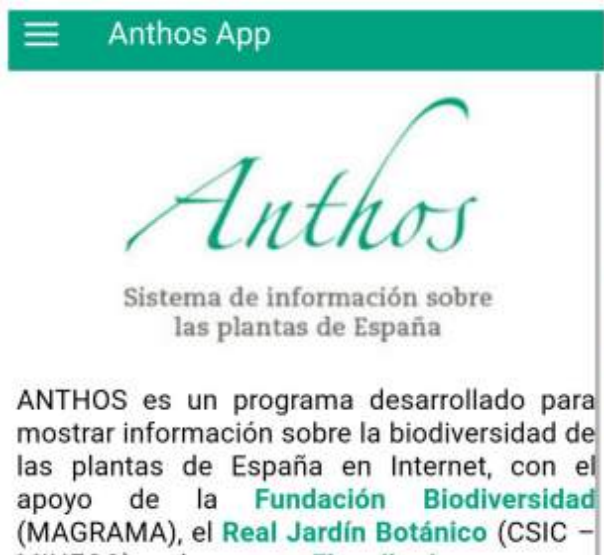 Anthos App
Anthos
Sistema de información sobre
las plantas de España
ANTHOS es un programa desarrollado para
mostrar información sobre la biodiversidad de
las plantas de España en Internet, con el
apoyo de la Fundación Biodiversidad
(MAGRAMA), el Real Jardín Botánico (CSIC –